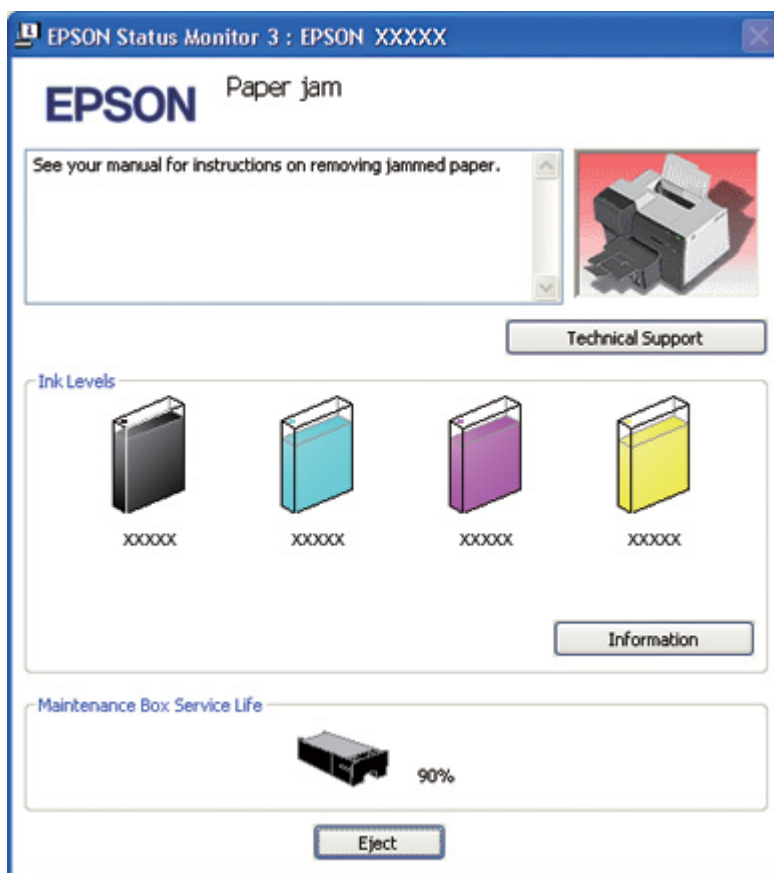 EPSON Status Monitor 3 : EPSON XXXXX
EPSON
Paper jam
See your manual for instructions on removing jammed paper.
Technical Support
Ink Levels
XXXXX XXXXX XXXXX XXXXX
Information
Maintenance Box Service Life
90%
Eject